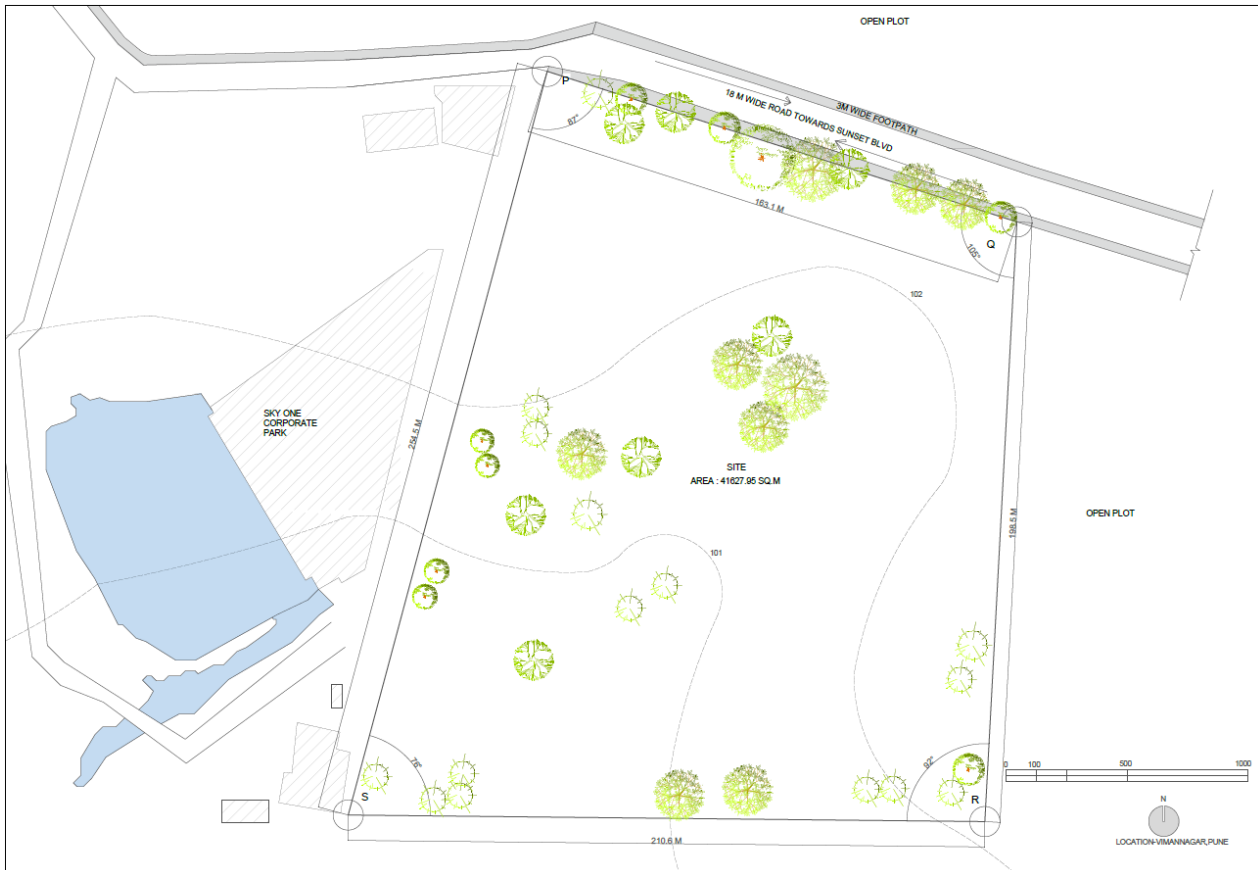 OPEN PLOT
P
18 M WIDE ROAD TOWARDS SUNSET BLVD
3M WIDE FOOTPATH
87°
163.1 M
Q
105°
102
SKY ONE
CORPORATE
PARK
254.5 M
SITE
AREA : 41627.95 SQ.M
198.5 M
OPEN PLOT
101
78°
92°
S
R
0 100 500 1000
210.6 M
N
LOCATION-VIMANNAGAR,PUNE